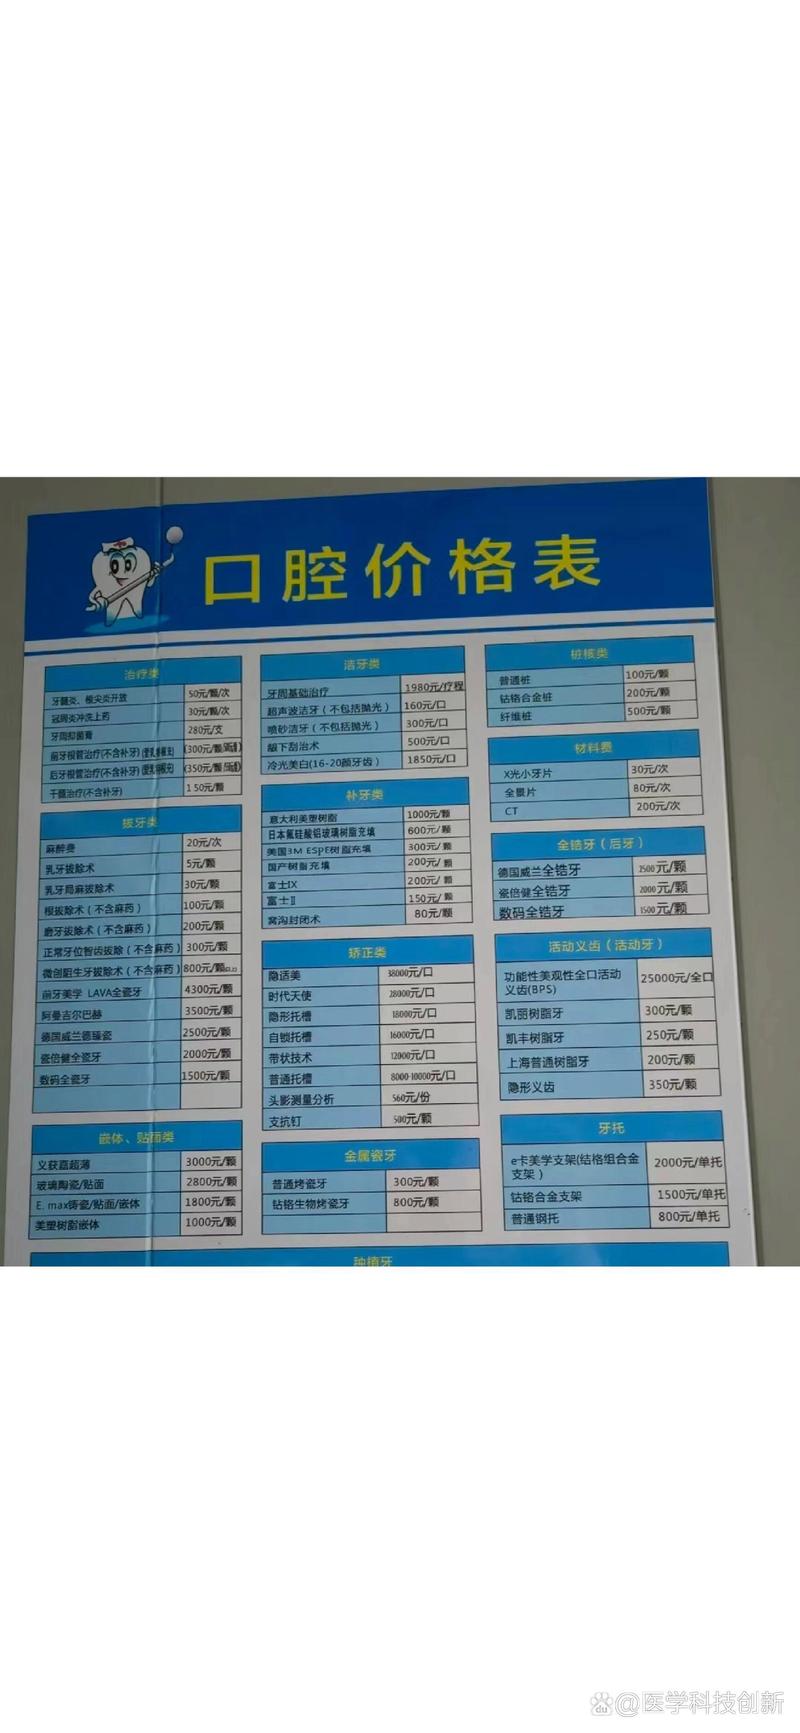 口腔价格表
治疗类
牙髓炎、根尖炎开放 50元/颗/次
冠周炎冲洗上药 30元/颗/次
牙周抑菌膏 280元/支
前牙根管治疗(不含补牙) (300元/颗
后牙根管治疗(不含补牙) (350元/颗
干髓治疗(不含补牙) 150元/颗
拔牙类
麻醉费 20元/次
乳牙拔除术 5元/颗
乳牙局麻拔除术 30元/颗
根拔除术（不含麻药） 100元/颗
磨牙拔除术（不含麻药） 200元/颗
正常牙位智齿拔除（不含麻药） 300元/颗
微创阻生牙拔除术（不含麻药） 800元/颗
前牙美学 LAVA全瓷牙 4300元/颗
阿曼吉尔巴赫 3500元/颗
德国威兰德臻瓷 2500元/颗
瓷倍健全瓷牙 2000元/颗
数码全瓷牙 1500元/颗
嵌体、贴面类
义获嘉超薄 3000元/颗
玻璃陶瓷/贴面 2800元/颗
E. max铸瓷/贴面/嵌体 1800元/颗
美塑树脂嵌体 1000元/颗
洁牙类
牙周基础治疗 1980元/疗程
超声波洁牙（不包括抛光） 160元/口
喷砂洁牙（不包括抛光） 300元/口
龈下刮治术 500元/口
冷光美白(16-20颜牙齿) 1850元/口
补牙类
意大利美塑树脂 1000元/颗
日本氟硅酸铝玻璃树脂充填 600元/颗
美国3M ESPE树脂充填 300元/颗
国产树脂充填 200元/颗
富士IX 200元/颗
富士II 150元/颗
窝沟封闭术 80元/颗
矫正类
隐适美 38000元/口
时代天使 28000元/口
隐形托槽 18000元/口
自锁托槽 16000元/口
带状技术 12000元/口
普通托槽 8000-10000元/口
头影测量分析 560元/份
支抗钉 500元/颗
金属瓷牙
普通烤瓷牙 300元/颗
钴铬生物烤瓷牙 800元/颗
桩核类
普通桩 100元/颗
钴铬合金桩 200元/颗
纤维桩 500元/颗
材料费
X光小牙片 30元/次
全景片 80元/次
CT 200元/次
全锆牙（后牙）
德国威兰全锆牙 2500元/颗
瓷倍健全锆牙 2000元/颗
数码全锆牙 1500元/颗
活动义齿（活动牙）
功能性美观性全口活动
义齿(BPS) 25000元/全口
凯丽树脂牙 300元/颗
凯丰树脂牙 250元/颗
上海普通树脂牙 200元/颗
隐形义齿 350元/颗
牙托
e卡美学支架(结格组合金
支架） 2000元/单托
钴铬合金支架 1500元/单托
普通钢托 800元/单托
种植牙
du @医学科技创新